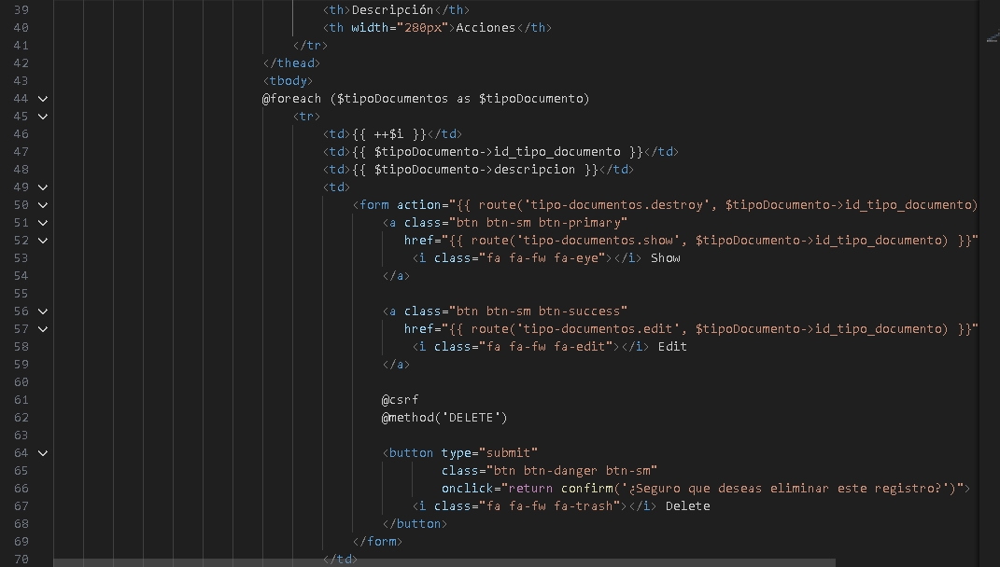 39 <th>Descripción</th>
40 <th width="280px">Acciones</th>
41 </tr>
42 </thead>
43 <tbody>
44 @foreach ($tipoDocumentos as $tipoDocumento)
45 <tr>
46 <td>{{ ++$i }}</td>
47 <td>{{ $tipoDocumento->id_tipo_documento }}</td>
48 <td>{{ $tipoDocumento->descripcion }}</td>
49 <td>
50 <form action="{{ route('tipo-documentos.destroy', $tipoDocumento->id_tipo_documento)
51 <a class="btn btn-sm btn-primary"
52 href="{{ route('tipo-documentos.show', $tipoDocumento->id_tipo_documento) }}"
53 <i class="fa fa-fw fa-eye"></i> Show
54 </a>
55
56 <a class="btn btn-sm btn-success"
57 href="{{ route('tipo-documentos.edit', $tipoDocumento->id_tipo_documento) }}"
58 <i class="fa fa-fw fa-edit"></i> Edit
59 </a>
60
61 @csrf
62 @method('DELETE')
63
64 <button type="submit"
65 class="btn btn-danger btn-sm"
66 onclick="return confirm('¿Seguro que deseas eliminar este registro?')">
67 <i class="fa fa-fw fa-trash"></i> Delete
68 </button>
69 </form>
70 </td>